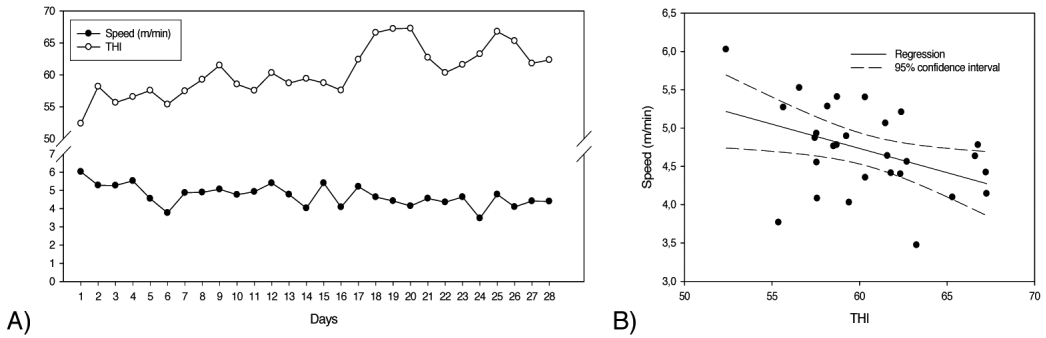 70
65
60
55
50
7
6
5
4
3
2
1
0
Speed (m/min)
THI
1 2 3 4 5 6 7 8 9 10 11 12 13 14 15 16 17 18 19 20 21 22 23 24 25 26 27 28
Days
A)
6,5
6,0
5,5
5,0
4,5
4,0
3,5
3,0
Speed (m/min)
Regression
95% confidence interval
50 55 60 65 70
THI
B)